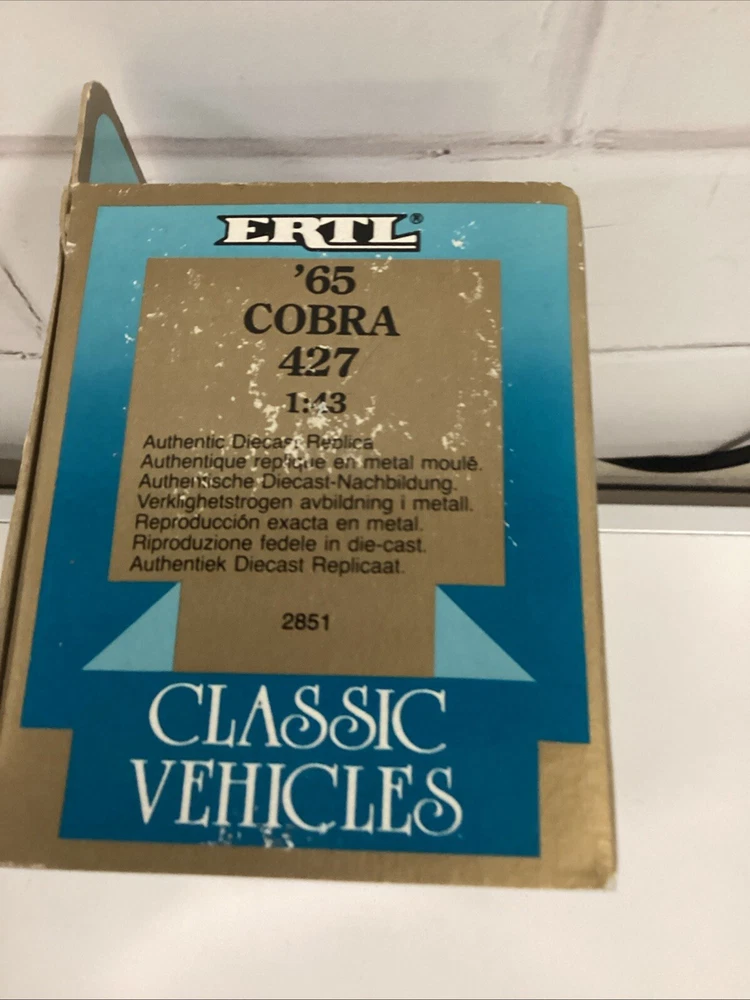 ERTL®
'65
COBRA
427
1:43
Authentic Diecast Replica
Authentique replique en metal moulé.
Authentische Diecast-Nachbildung.
Verklighetstrogen avbildning i metall.
Reproducción exacta en metal.
Riproduzione fedele in die-cast.
Authentiek Diecast Replicaat.
2851
CLASSIC
VEHICLES